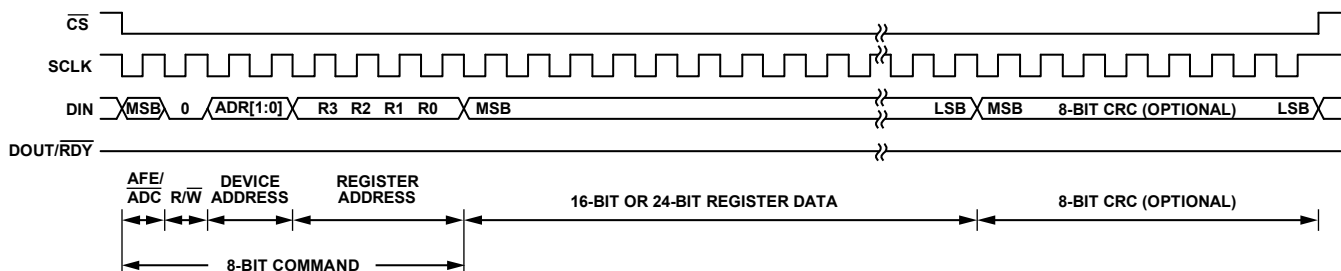 CS
SCLK
DIN MSB 0 ADR[1:0] R3 R2 R1 R0 MSB LSB MSB 8-BIT CRC (OPTIONAL) LSB
DOUT/RDY
AFE/
ADC R/W DEVICE
ADDRESS REGISTER
ADDRESS 16-BIT OR 24-BIT REGISTER DATA 8-BIT CRC (OPTIONAL)
8-BIT COMMAND